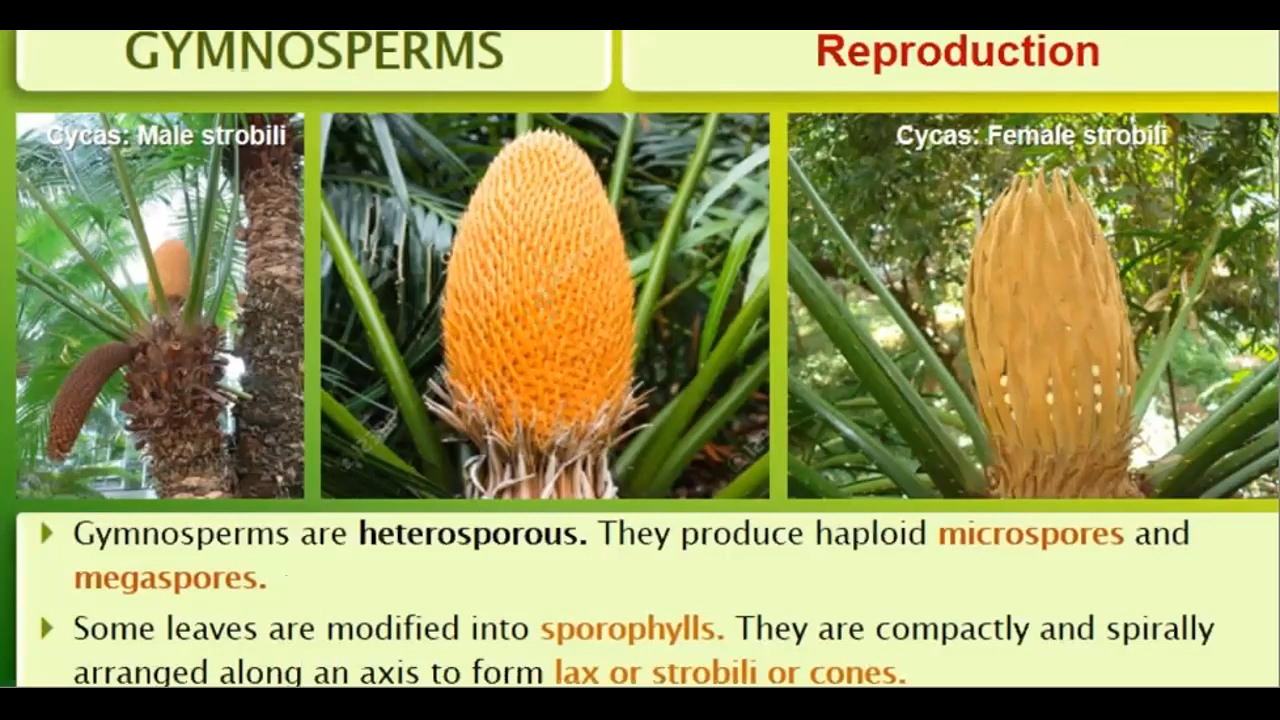 GYMNOSPERMS
Reproduction
Cycas: Male strobili
Cycas: Female strobili
Gymnosperms are heterosporous. They produce haploid microspores and
megaspores.
Some leaves are modified into sporophylls. They are compactly and spirally
arranged along an axis to form lax or strobili or cones.